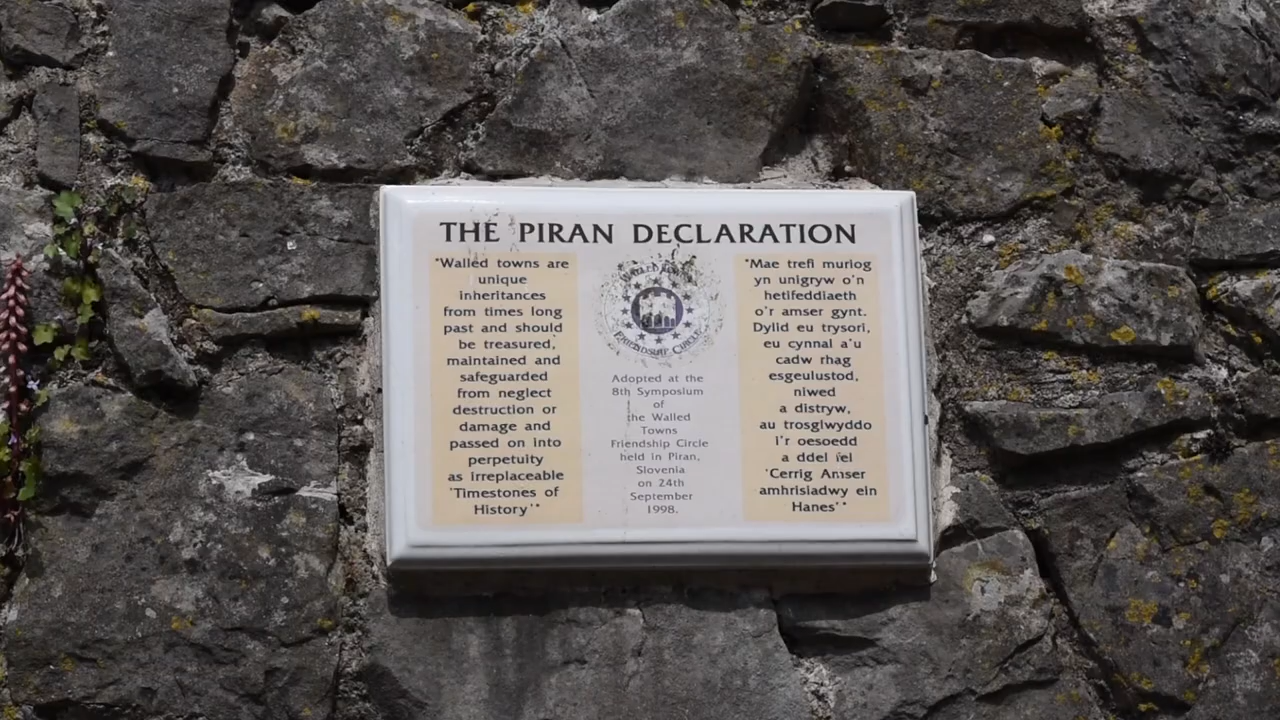 THE PIRAN DECLARATION
"Walled towns are
unique
inheritances
from times long
past and should
be treasured,
maintained and
safeguarded
from neglect
destruction or
damage and
passed on into
perpetuity
as irreplaceable
'Timestones of
History'"
WALLED TOWNS
FRIENDSHIP CIRCLE
Adopted at the
8th Symposium
of
the Walled
Towns
Friendship Circle
held in Piran,
Slovenia
on 24th
September
1998.
"Mae trefi muriog
yn unigryw o'n
hetifeddiaeth
o'r amser gynt.
Dylid eu trysori,
eu cynnal a'u
cadw rhag
esgeulustod,
niwed
a distryw,
au trosglwyddo
i'r oesoedd
a ddel fel
'Cerrig Amser
amhrisiadwy ein
Hanes'"